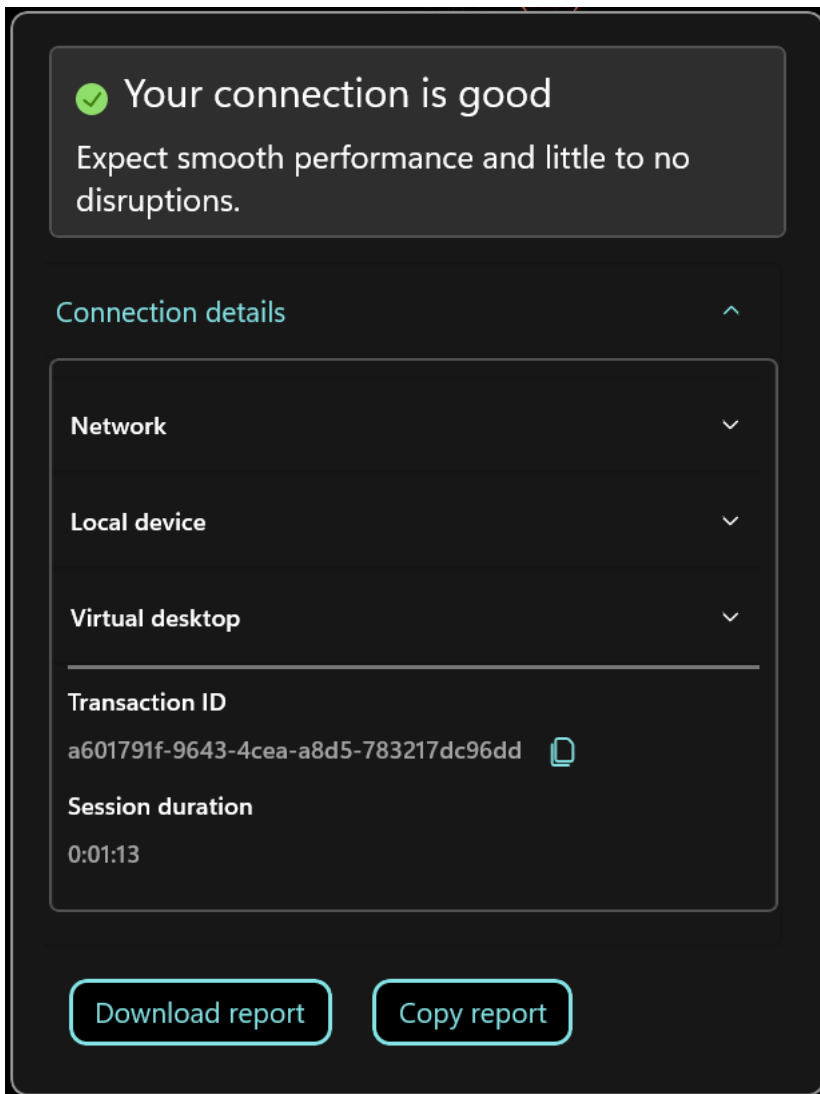 Your connection is good
Expect smooth performance and little to no
disruptions.
Connection details
Network
Local device
Virtual desktop
Transaction ID
a601791f-9643-4cea-a8d5-783217dc96dd
Session duration
0:01:13
Download report
Copy report